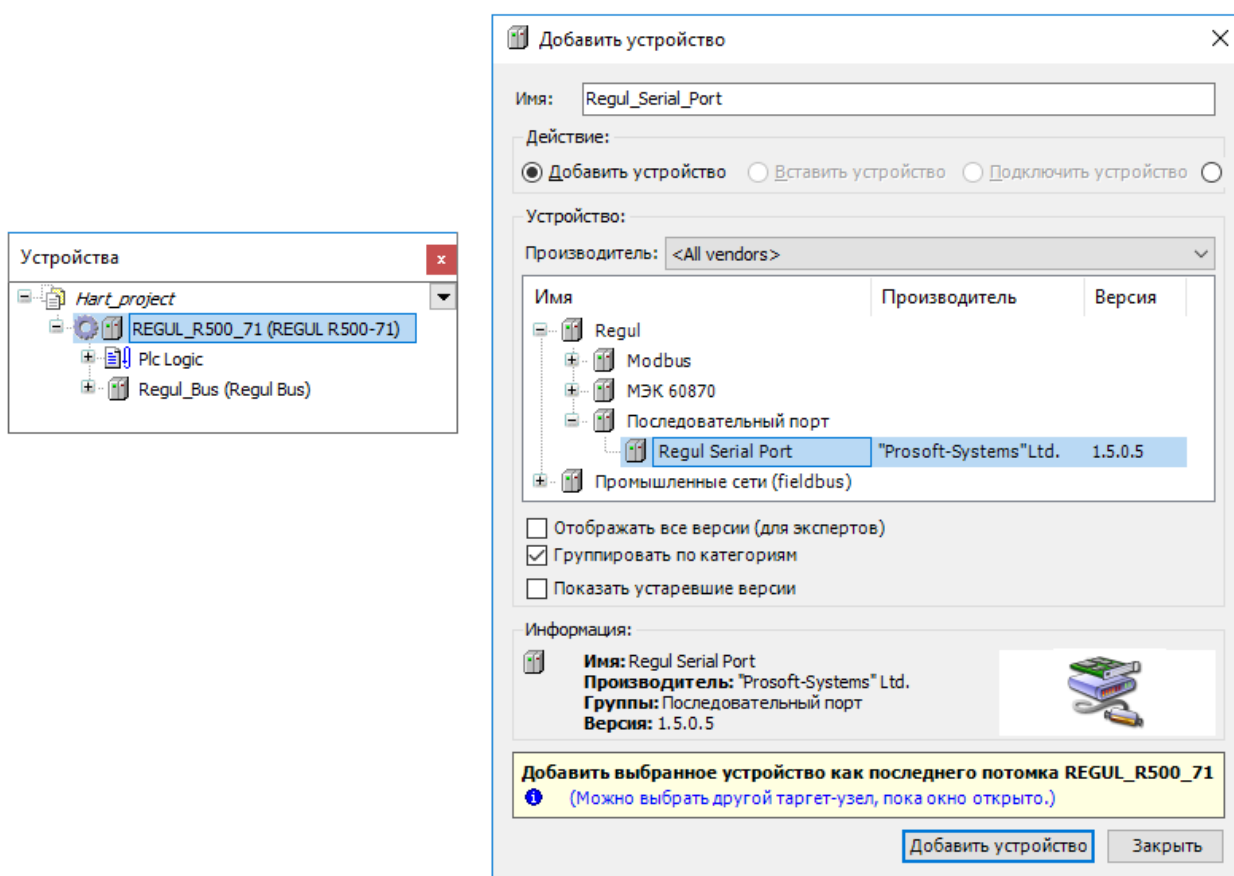 Устройства
x
Hart_project
REGUL_R500_71 (REGUL R500-71)
Plc Logic
Regul_Bus (Regul Bus)
Добавить устройство
Имя: Regul_Serial_Port
Действие:
Добавить устройство Вставить устройство Подключить устройство
Устройство:
Производитель: <All vendors>
Имя Производитель Версия
Regul
Modbus
МЭК 60870
Последовательный порт
Regul Serial Port "Prosoft-Systems"Ltd. 1.5.0.5
Промышленные сети (fieldbus)
Отображать все версии (для экспертов)
Группировать по категориям
Показать устаревшие версии
Информация:
Имя: Regul Serial Port
Производитель: "Prosoft-Systems" Ltd.
Группы: Последовательный порт
Версия: 1.5.0.5
Добавить выбранное устройство как последнего потомка REGUL_R500_71
(Можно выбрать другой таргет-узел, пока окно открыто.)
Добавить устройство Закрыть